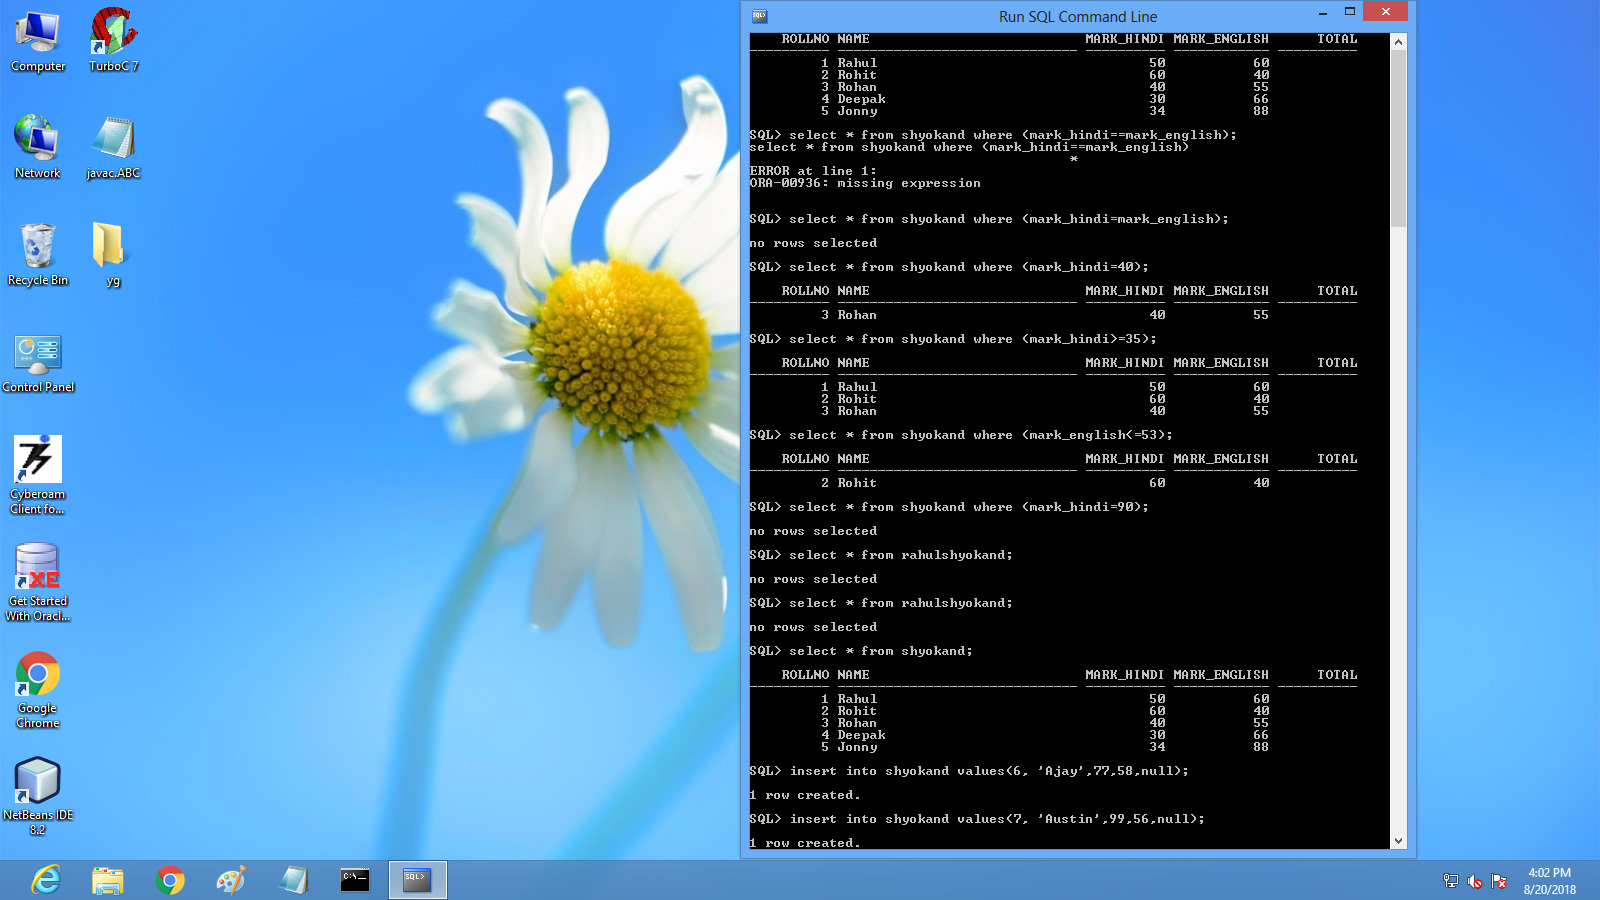 Computer
TurboC 7
Network
javac.ABC
Recycle Bin
yg
Control Panel
Cyberoam
Client fo...
XE
Get Started
With Oracl...
Google
Chrome
NetBeans IDE
8.2
SQL>
Run SQL Command Line
ROLLNO NAME MARK_HINDI MARK_ENGLISH TOTAL
---------- ------------------------------ ---------- ------------ ----------
1 Rahul 50 60
2 Rohit 60 40
3 Rohan 40 55
4 Deepak 30 66
5 Jonny 34 88
SQL> select * from shyokand where (mark_hindi==mark_english);
select * from shyokand where (mark_hindi==mark_english)
*
ERROR at line 1:
ORA-00936: missing expression
SQL> select * from shyokand where (mark_hindi=mark_english);
no rows selected
SQL> select * from shyokand where (mark_hindi=40);
ROLLNO NAME MARK_HINDI MARK_ENGLISH TOTAL
---------- ------------------------------ ---------- ------------ ----------
3 Rohan 40 55
SQL> select * from shyokand where (mark_hindi>=35);
ROLLNO NAME MARK_HINDI MARK_ENGLISH TOTAL
---------- ------------------------------ ---------- ------------ ----------
1 Rahul 50 60
2 Rohit 60 40
3 Rohan 40 55
SQL> select * from shyokand where (mark_english<=53);
ROLLNO NAME MARK_HINDI MARK_ENGLISH TOTAL
---------- ------------------------------ ---------- ------------ ----------
2 Rohit 60 40
SQL> select * from shyokand where (mark_hindi=90);
no rows selected
SQL> select * from rahulshyokand;
no rows selected
SQL> select * from rahulshyokand;
no rows selected
SQL> select * from shyokand;
ROLLNO NAME MARK_HINDI MARK_ENGLISH TOTAL
---------- ------------------------------ ---------- ------------ ----------
1 Rahul 50 60
2 Rohit 60 40
3 Rohan 40 55
4 Deepak 30 66
5 Jonny 34 88
SQL> insert into shyokand values(6, 'Ajay',77,58,null);
1 row created.
SQL> insert into shyokand values(7, 'Austin',99,56,null);
1 row created.
C:\_
SQL>
4:02 PM
8/20/2018